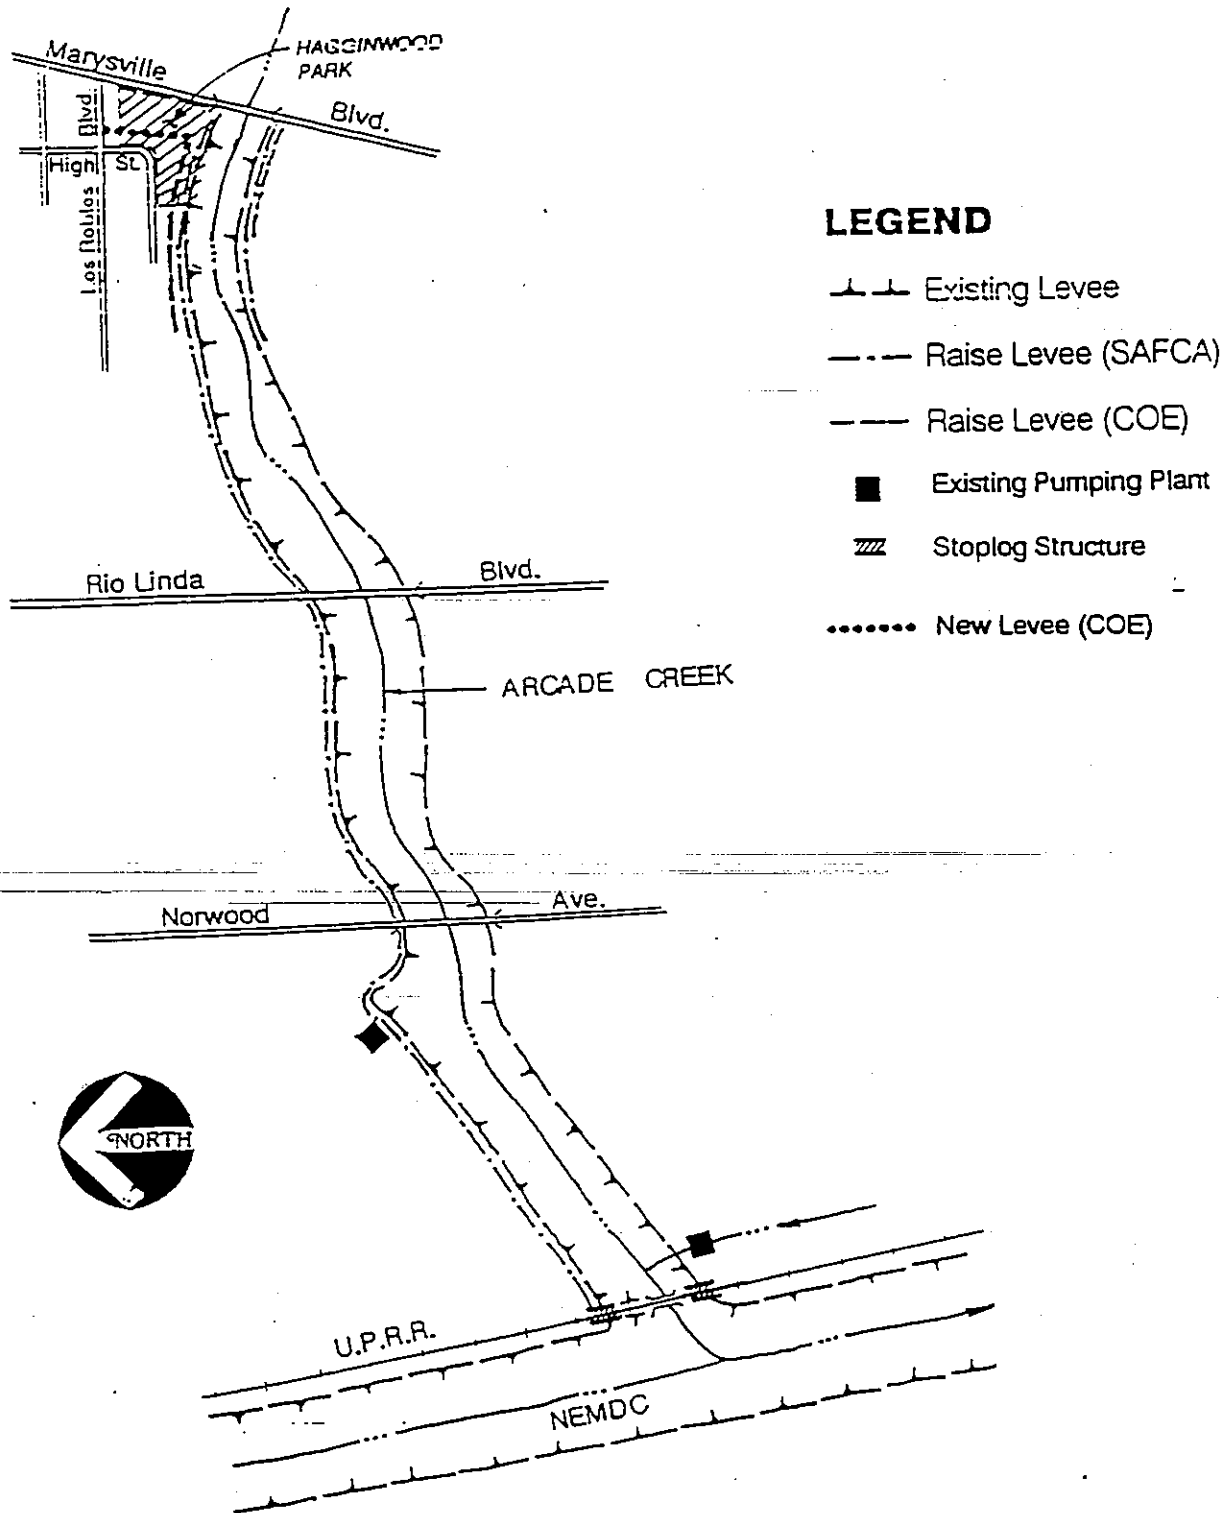 HAGGINWOOD
PARK
Marysville
Blvd.
Blvd.
High St.
Los Robles
LEGEND
Existing Levee
Raise Levee (SAFCA)
Raise Levee (COE)
Existing Pumping Plant
Stoplog Structure
New Levee (COE)
Rio Linda Blvd.
ARCADE CREEK
Norwood Ave.
NORTH
U.P.R.R.
NEMDC